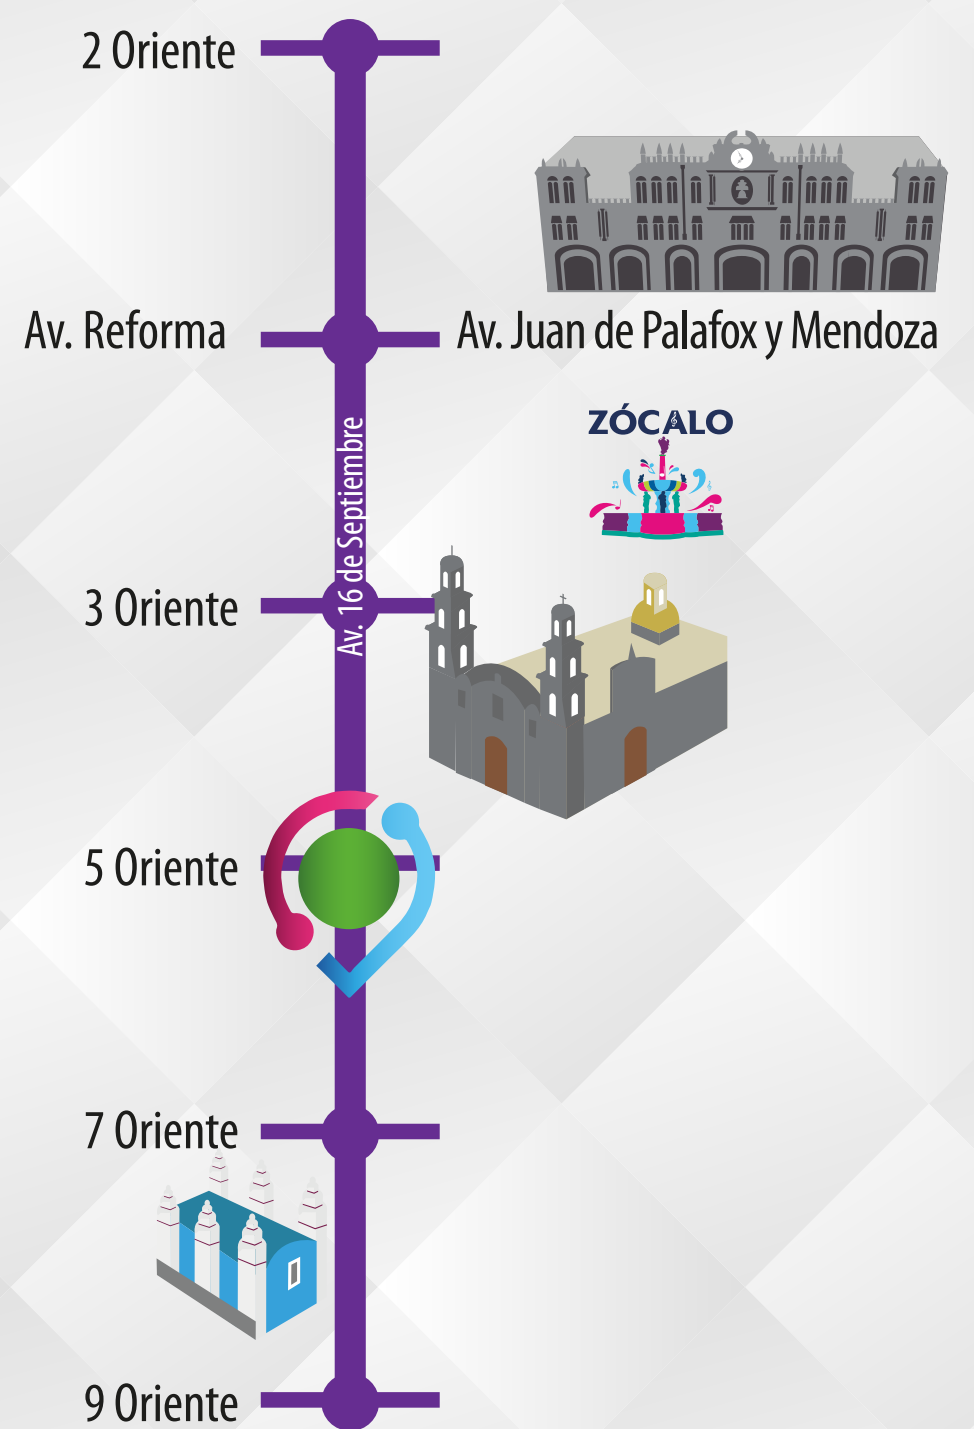 2 Oriente
Av. Reforma
Av. Juan de Palafox y Mendoza
ZÓCALO
Av. 16 de Septiembre
3 Oriente
5 Oriente
7 Oriente
9 Oriente